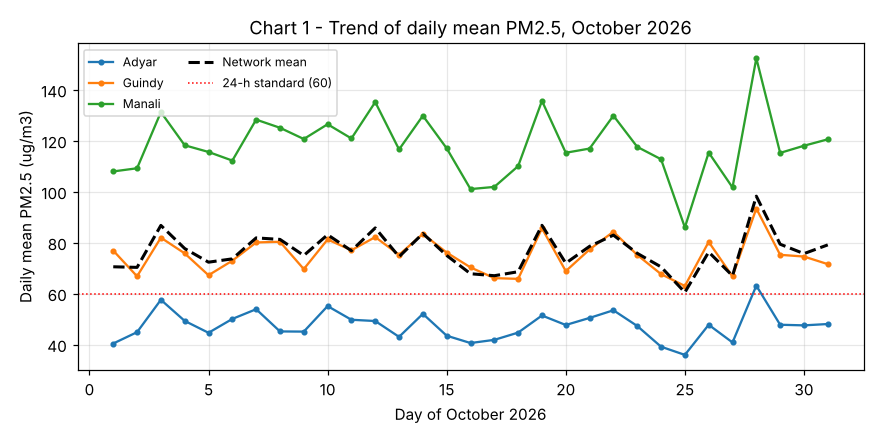 Chart 1 - Trend of daily mean PM2.5, October 2026
Adyar
Guindy
Manali
Network mean
24-h standard (60)
Daily mean PM2.5 (ug/m3)
140
120
100
80
60
40
0 5 10 15 20 25 30
Day of October 2026